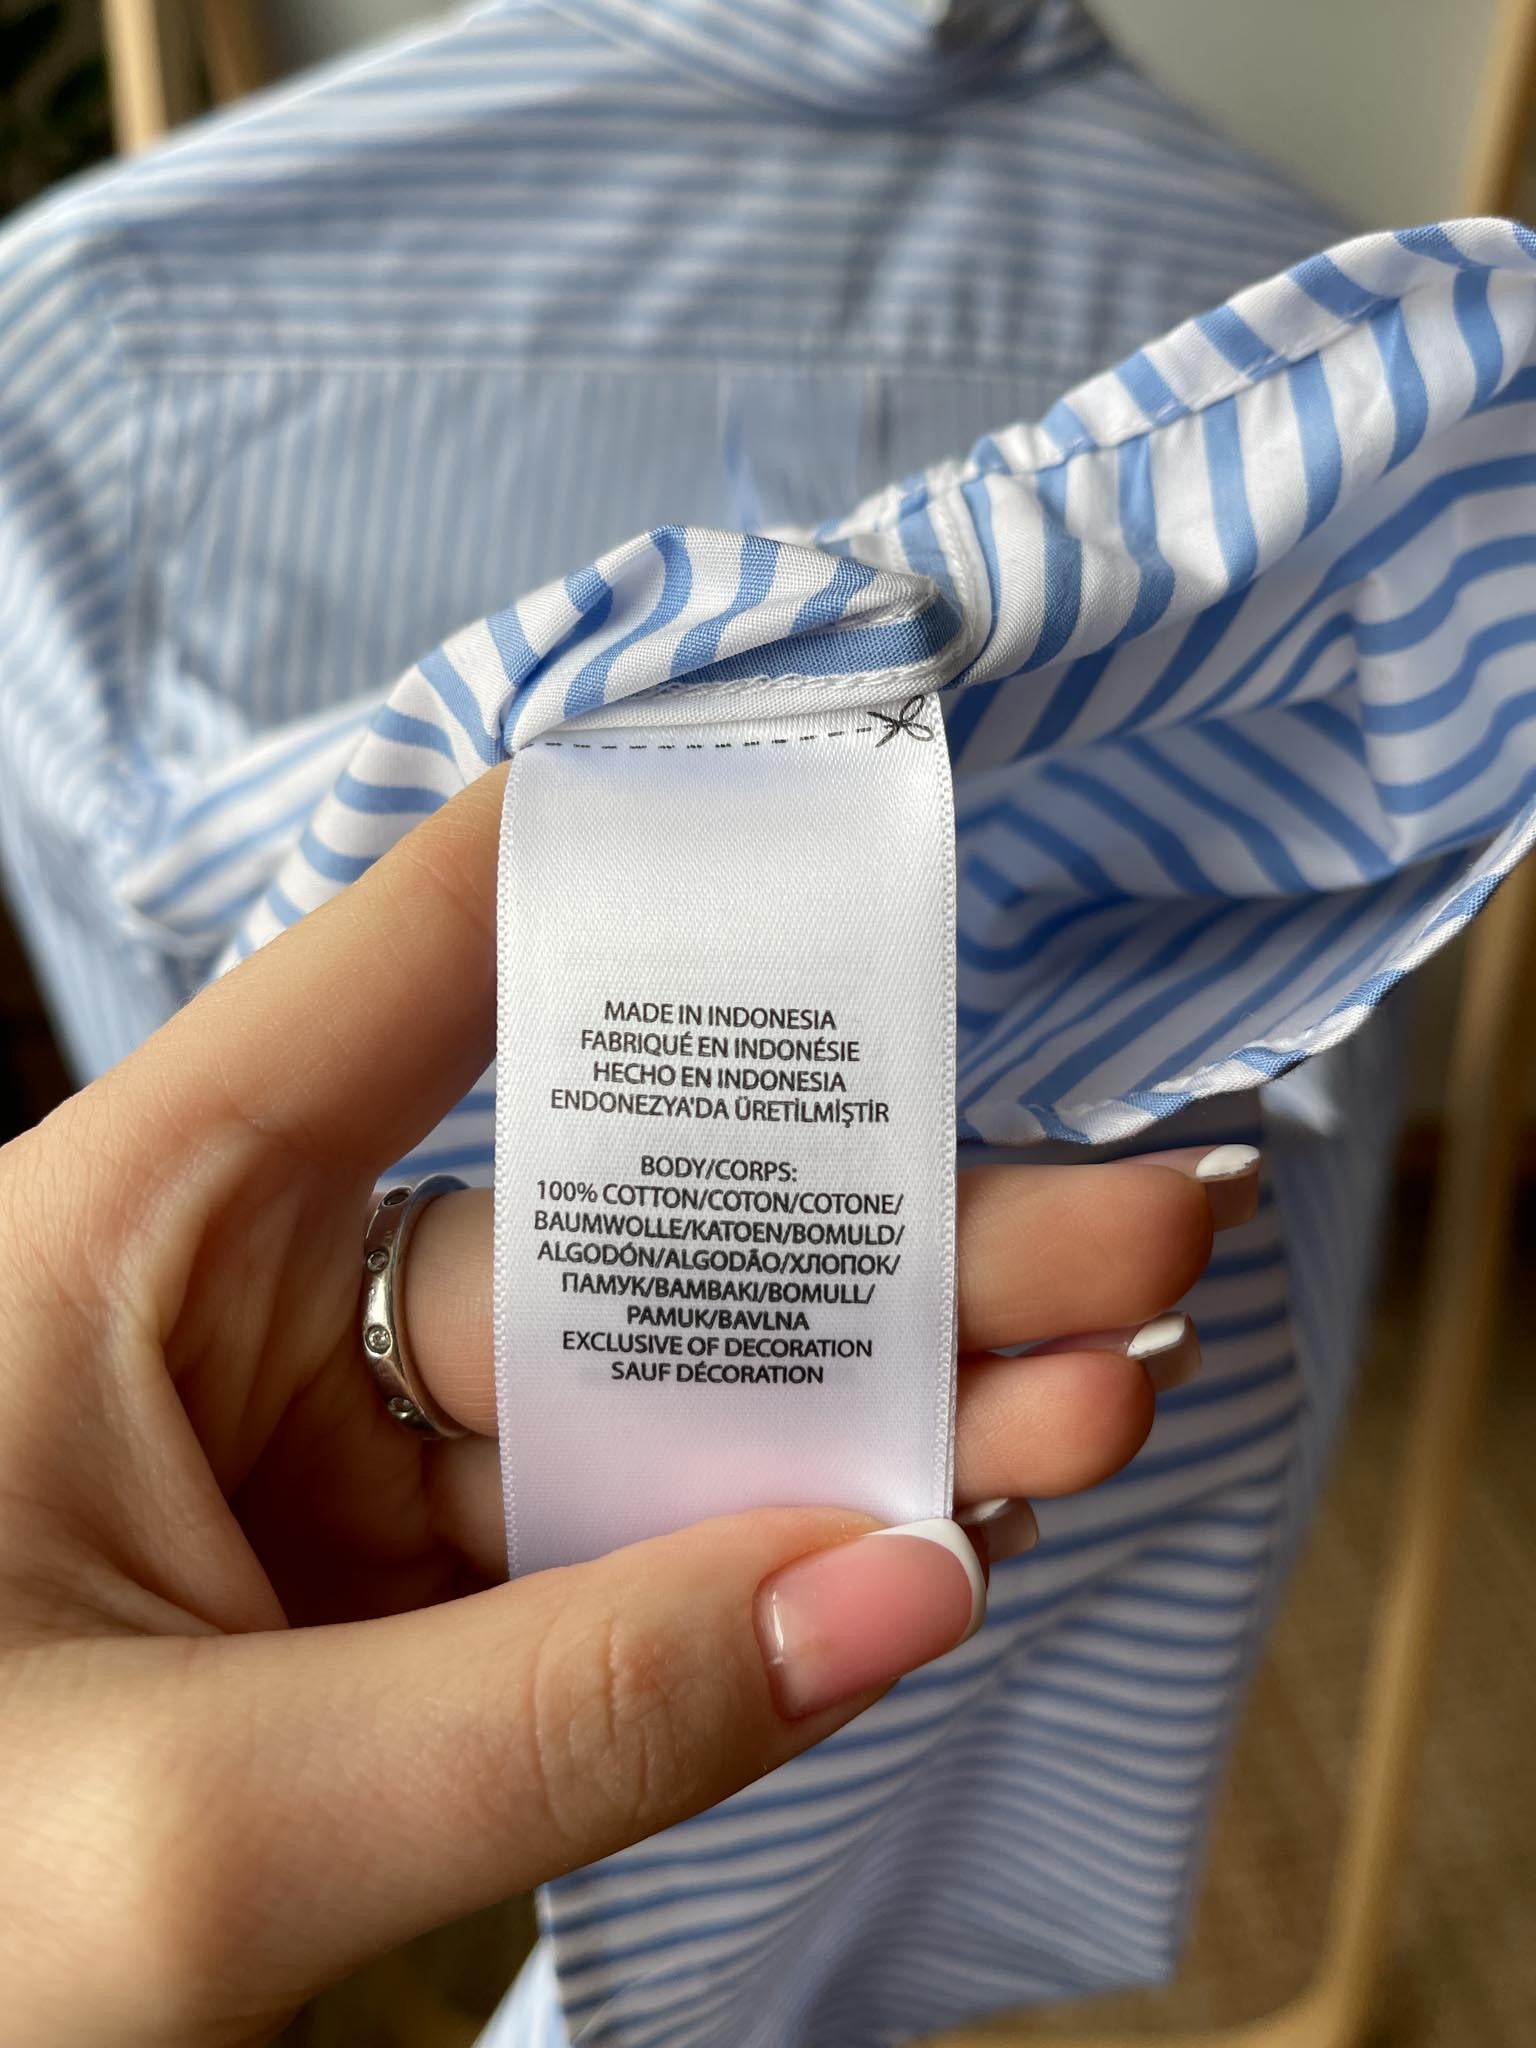 MADE IN INDONESIA
FABRIQUÉ EN INDONÉSIE
HECHO EN INDONESIA
ENDONEZYA'DA ÜRETİLMİŞTİR
BODY/CORPS:
100% COTTON/COTON/COTONE/
BAUMWOLLE/KATOEN/BOMULD/
ALGODÓN/ALGODÃO/ХЛОПОК/
ПАМУК/BAMBAKI/BOMULL/
PAMUK/BAVLNA
EXCLUSIVE OF DECORATION
SAUF DÉCORATION